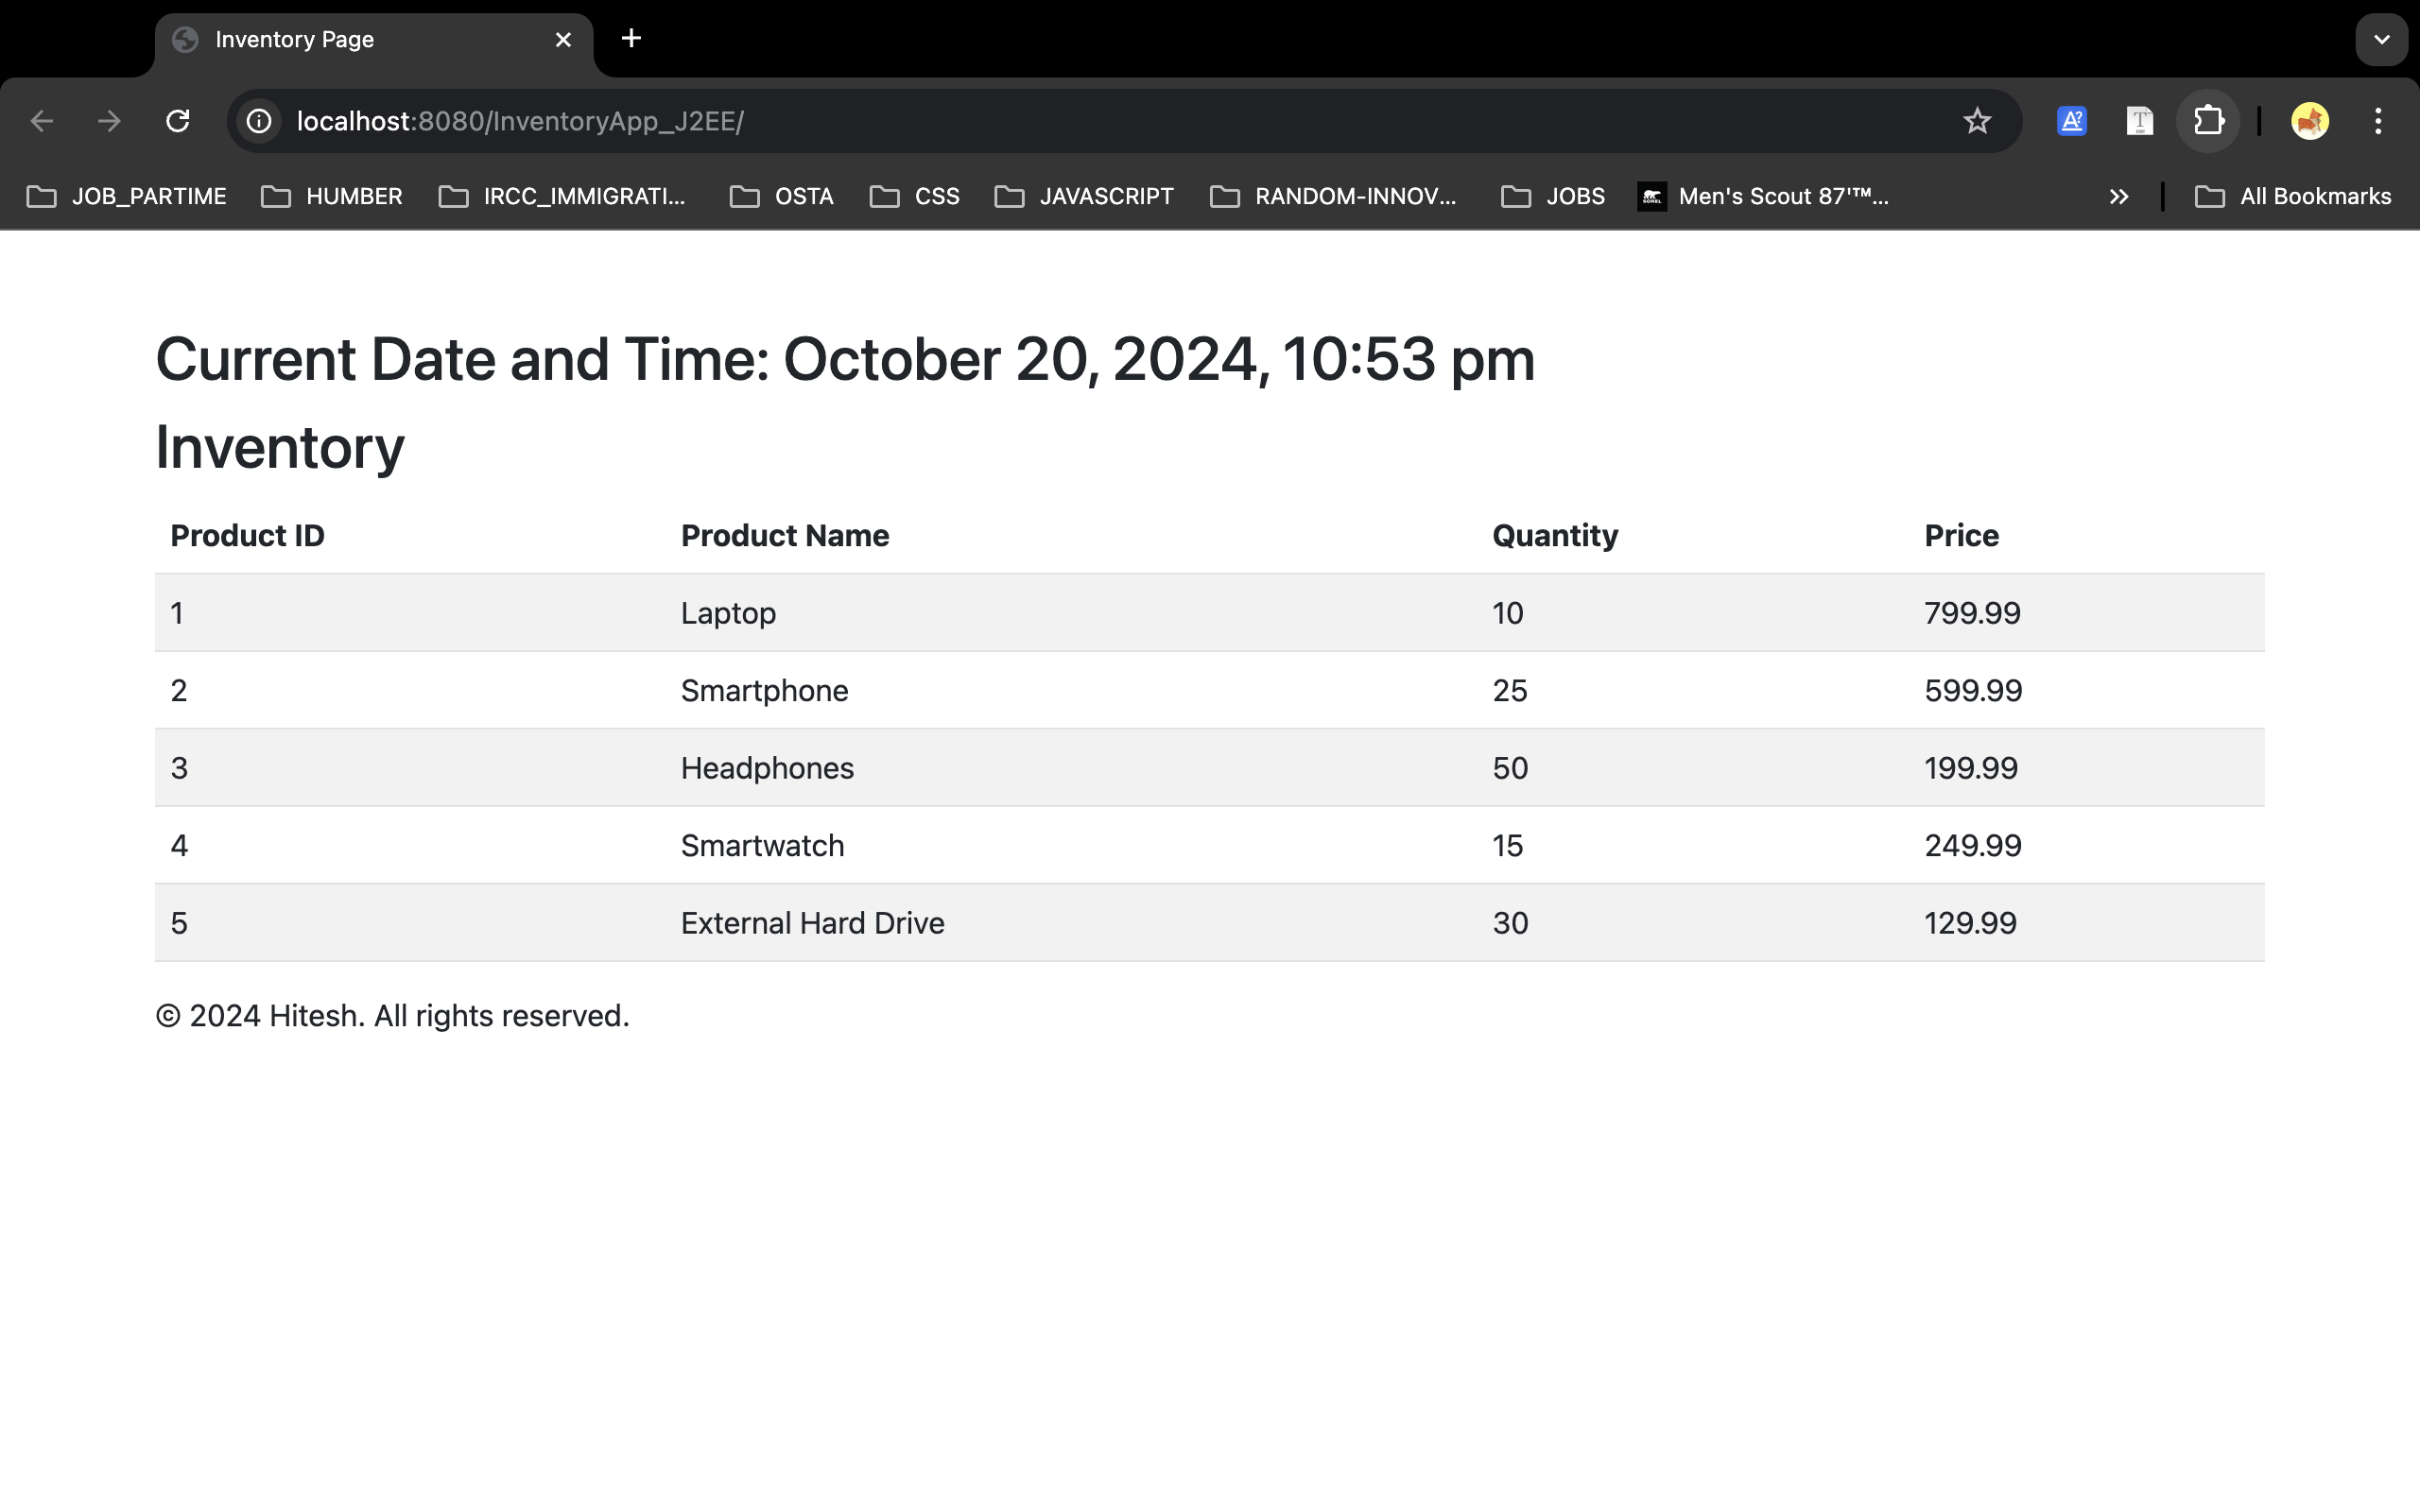 Inventory Page
localhost:8080/InventoryApp_J2EE/
JOB_PARTIME HUMBER IRCC_IMMIGRATI... OSTA CSS JAVASCRIPT RANDOM-INNOV... JOBS Men's Scout 87'™... All Bookmarks
Current Date and Time: October 20, 2024, 10:53 pm
Inventory
Product ID Product Name Quantity Price
1 Laptop 10 799.99
2 Smartphone 25 599.99
3 Headphones 50 199.99
4 Smartwatch 15 249.99
5 External Hard Drive 30 129.99
© 2024 Hitesh. All rights reserved.